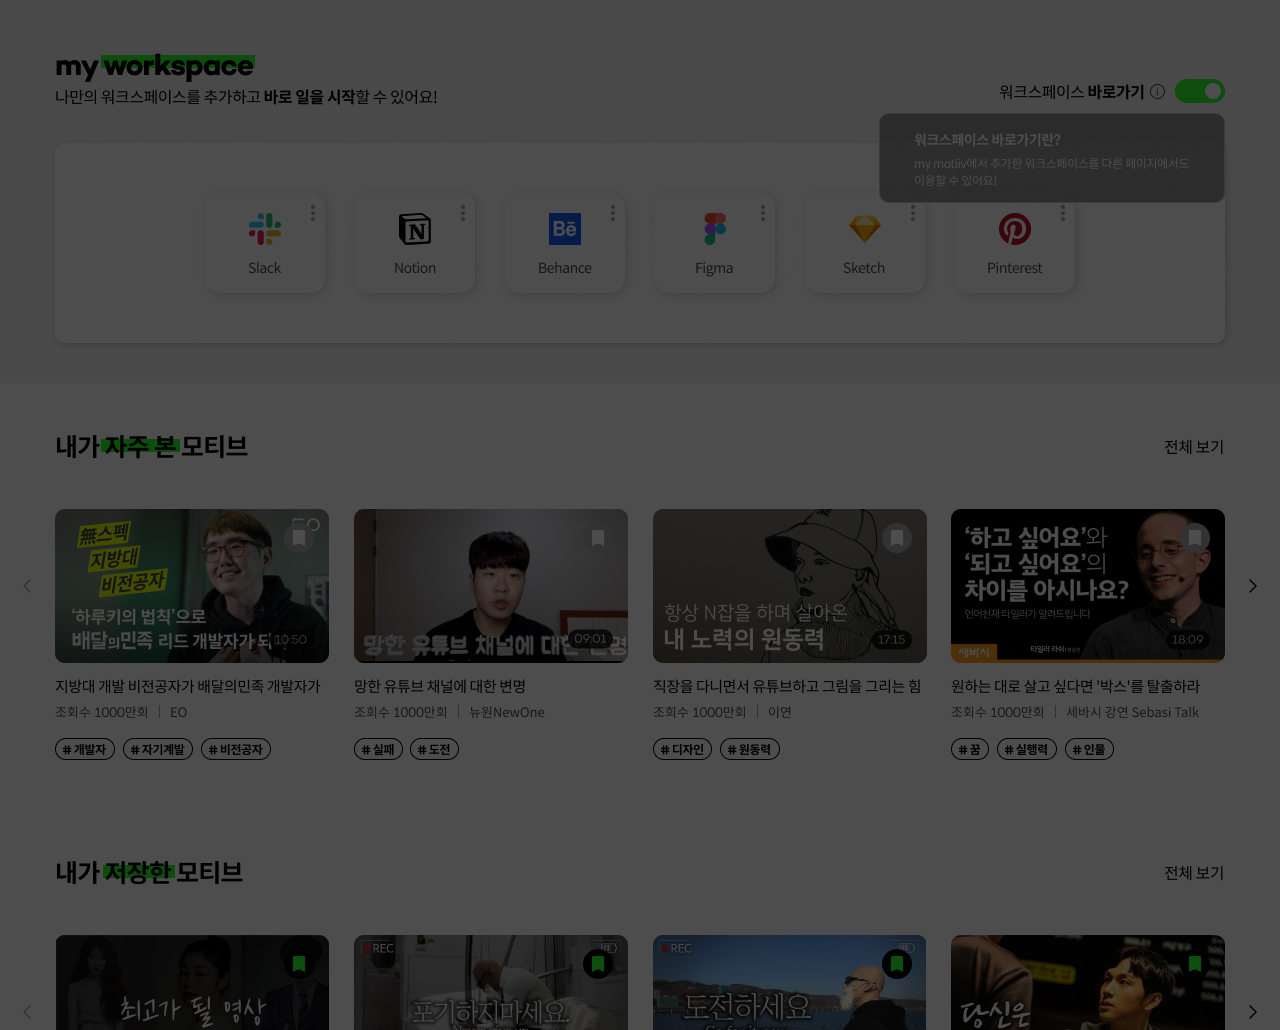 my workspace
나만의 워크스페이스를 추가하고 바로 일을 시작할 수 있어요!
워크스페이스 바로가기
워크스페이스 바로가기란?
my motiiv에서 추가한 워크스페이스를 다른 페이지에서도
이용할 수 있어요!
Slack
Notion
Behance
Figma
Sketch
Pinterest
내가 자주 본 모티브
전체 보기
無스펙
지방대
비전공자
‘하루키의 법칙’으로
배달의민족 리드 개발자가 되
10:50
망한 유튜브 채널에 대한 변명
09:01
항상 N잡을 하며 살아온
내 노력의 원동력
17:15
‘하고 싶어요’와
‘되고 싶어요’의
차이를 아시나요?
언어천재 타일러가 알려드립니다
세바시
타일러 라쉬
18:09
지방대 개발 비전공자가 배달의민족 개발자가
조회수 1000만회 | EO
# 개발자 # 자기계발 # 비전공자
망한 유튜브 채널에 대한 변명
조회수 1000만회 | 뉴원NewOne
# 실패 # 도전
직장을 다니면서 유튜브하고 그림을 그리는 힘
조회수 1000만회 | 이연
# 디자인 # 원동력
원하는 대로 살고 싶다면 '박스'를 탈출하라
조회수 1000만회 | 세바시 강연 Sebasi Talk
# 꿈 # 실행력 # 인물
내가 저장한 모티브
전체 보기
최고가 될 영상
REC
포기하지마세요.
REC
도전하세요
당신은